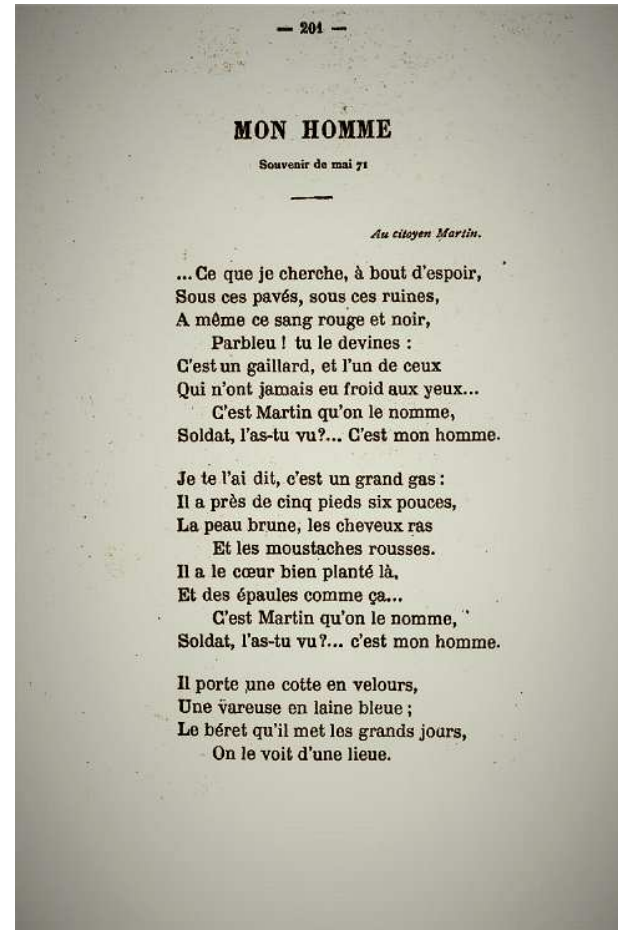 — 201 —
MON HOMME
Souvenir de mai 71
Au citoyen Martin.
...Ce que je cherche, à bout d'espoir,
Sous ces pavés, sous ces ruines,
A même ce sang rouge et noir,
Parbleu ! tu le devines :
C'est un gaillard, et l'un de ceux
Qui n'ont jamais eu froid aux yeux...
C'est Martin qu'on le nomme,
Soldat, l'as-tu vu?... C'est mon homme.
Je te l'ai dit, c'est un grand gas :
Il a près de cinq pieds six pouces,
La peau brune, les cheveux ras
Et les moustaches rousses.
Il a le cœur bien planté là,
Et des épaules comme ça...
C'est Martin qu'on le nomme,
Soldat, l'as-tu vu?... c'est mon homme.
Il porte une cotte en velours,
Une vareuse en laine bleue ;
Le béret qu'il met les grands jours,
On le voit d'une lieue.